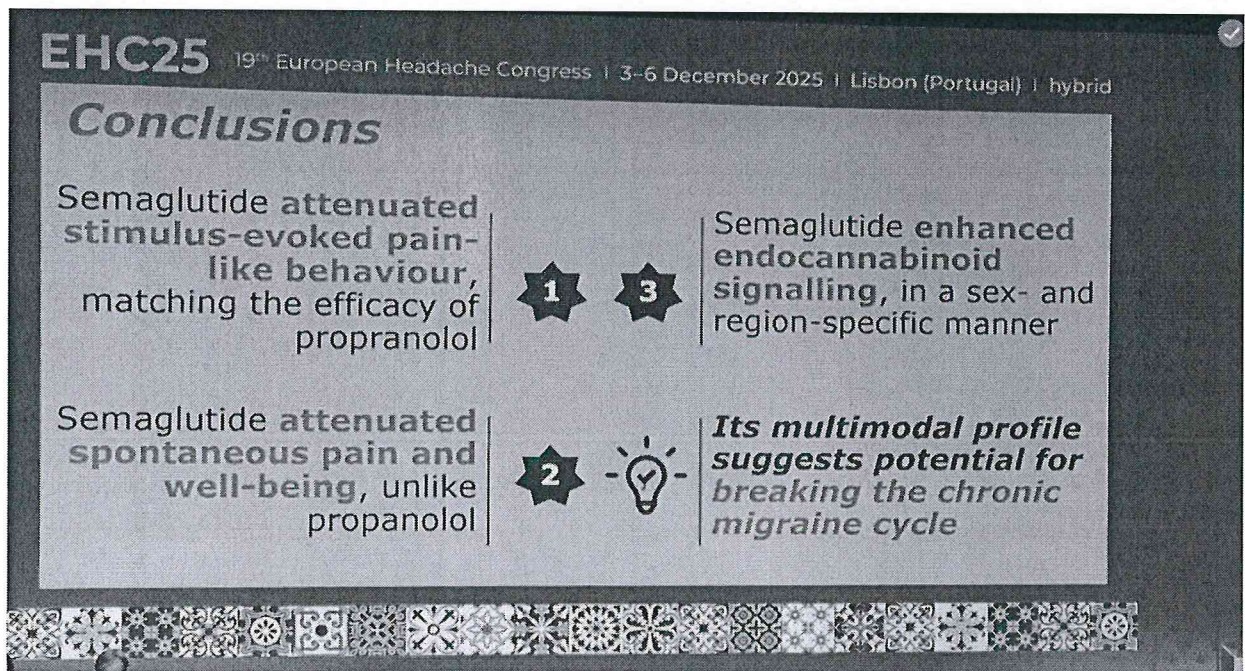 EHC25 19th European Headache Congress | 3-6 December 2025 | Lisbon (Portugal) | hybrid
Conclusions
Semaglutide attenuated
stimulus-evoked pain-
like behaviour,
matching the efficacy of
propranolol
1
Semaglutide attenuated
spontaneous pain and
well-being, unlike
propanolol
2
3
Semaglutide enhanced
endocannabinoid
signalling, in a sex- and
region-specific manner
Its multimodal profile
suggests potential for
breaking the chronic
migraine cycle